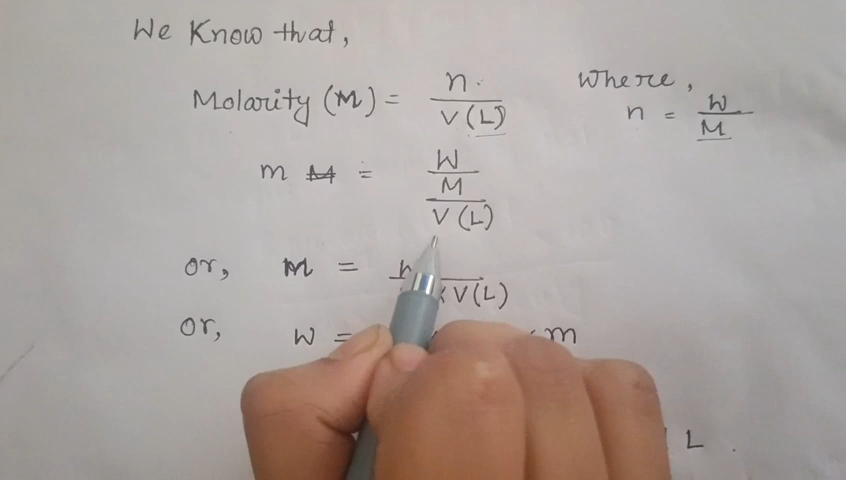 We Know that,
Molarity (M) = n / V(L) Where, n = W / M
m = W / M / V(L)
or, m = V(L)
or, W = m
L.